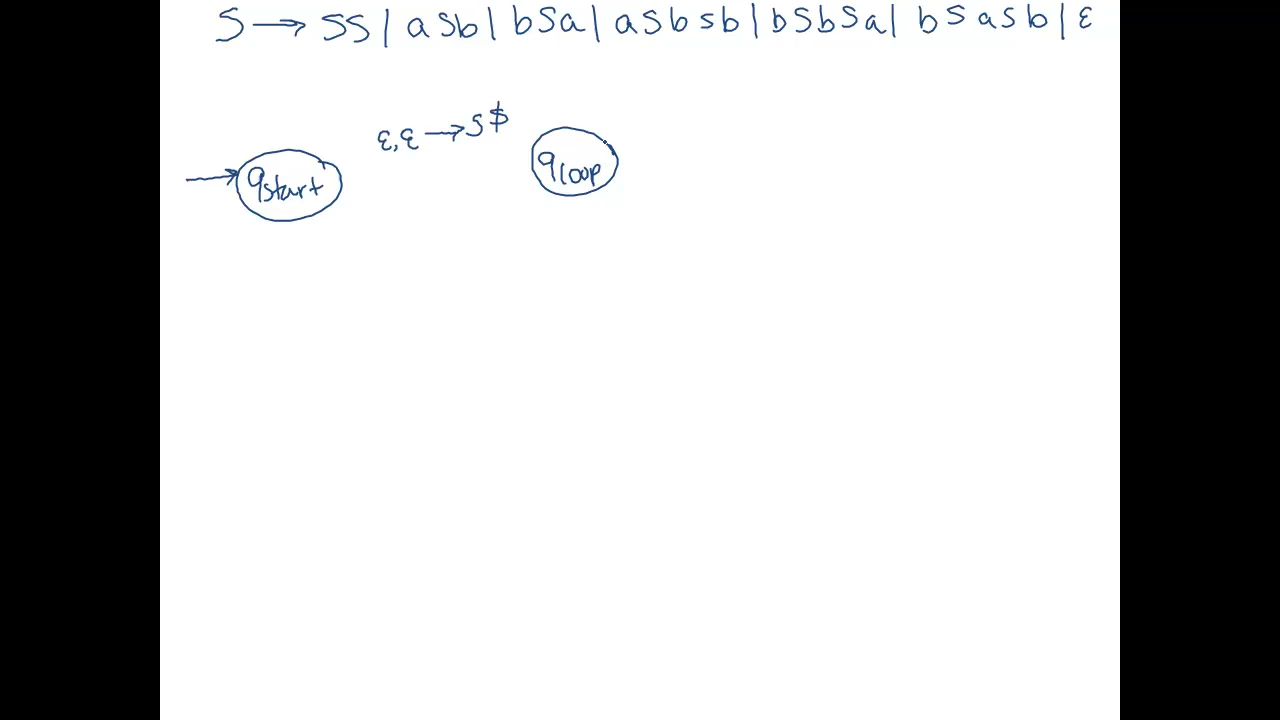 S → SS | aSb | bSa | aSbSb | bSbSa | bSaSb | ε
ε,ε → S$
qstart
qloop